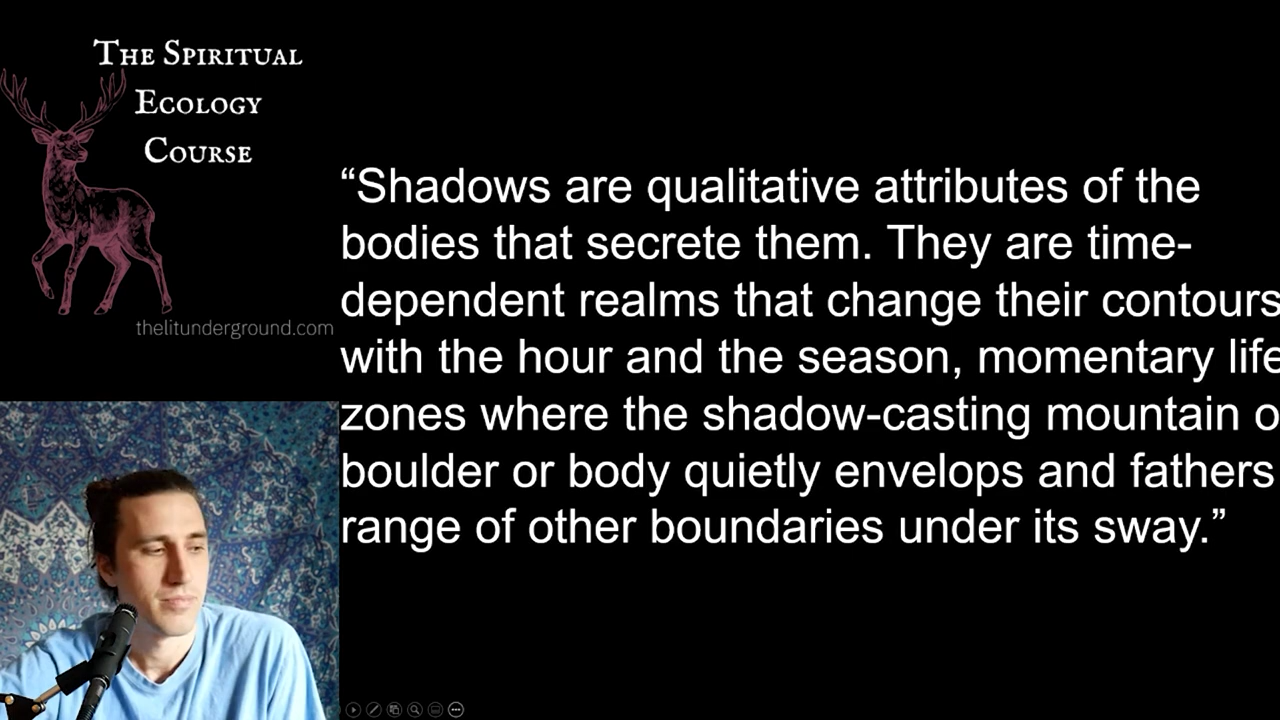 The Spiritual
Ecology
Course
thelitunderground.com
“Shadows are qualitative attributes of the
bodies that secrete them. They are time-
dependent realms that change their contours
with the hour and the season, momentary life
zones where the shadow-casting mountain o
boulder or body quietly envelops and fathers
range of other boundaries under its sway.”